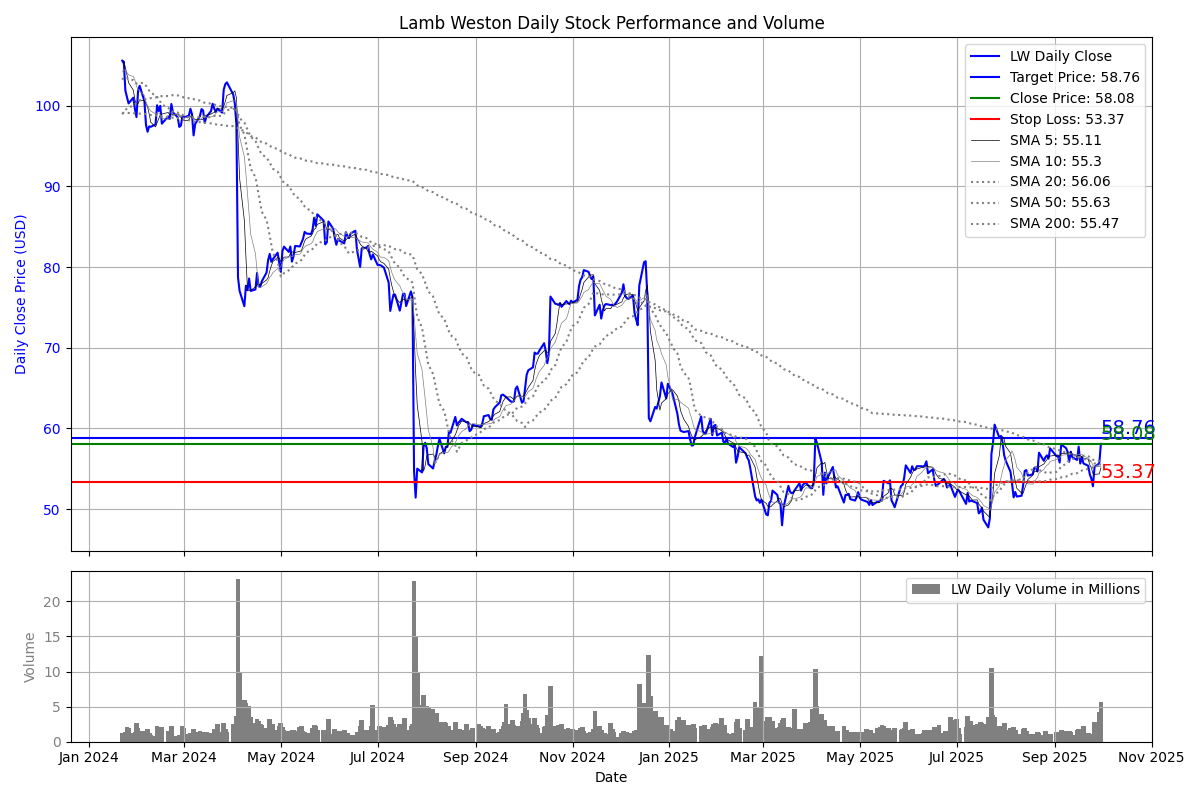 Lamb Weston Daily Stock Performance and Volume
LW Daily Close
Target Price: 58.76
Close Price: 58.08
Stop Loss: 53.37
SMA 5: 55.11
SMA 10: 55.3
SMA 20: 56.06
SMA 50: 55.63
SMA 200: 55.47
Daily Close Price (USD)
100
90
80
70
60
50
58.76
58.08
53.37
LW Daily Volume in Millions
Volume
20
15
10
5
0
Jan 2024 Mar 2024 May 2024 Jul 2024 Sep 2024 Nov 2024 Jan 2025 Mar 2025 May 2025 Jul 2025 Sep 2025 Nov 2025
Date